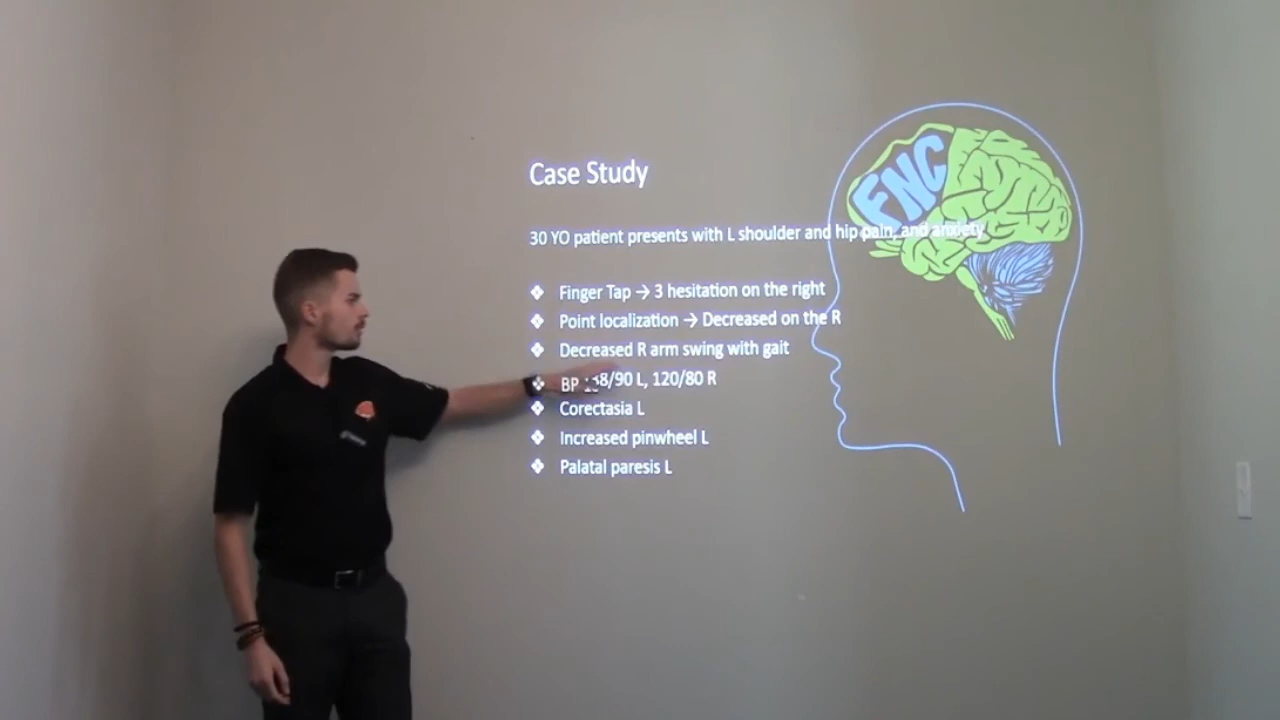 Case Study
30 YO patient presents with L shoulder and hip pain, and anxiety
❖ Finger Tap → 3 hesitation on the right
❖ Point localization → Decreased on the R
❖ Decreased R arm swing with gait
❖ BP 138/90 L, 120/80 R
❖ Corectasia L
❖ Increased pinwheel L
❖ Palatal paresis L
FNC